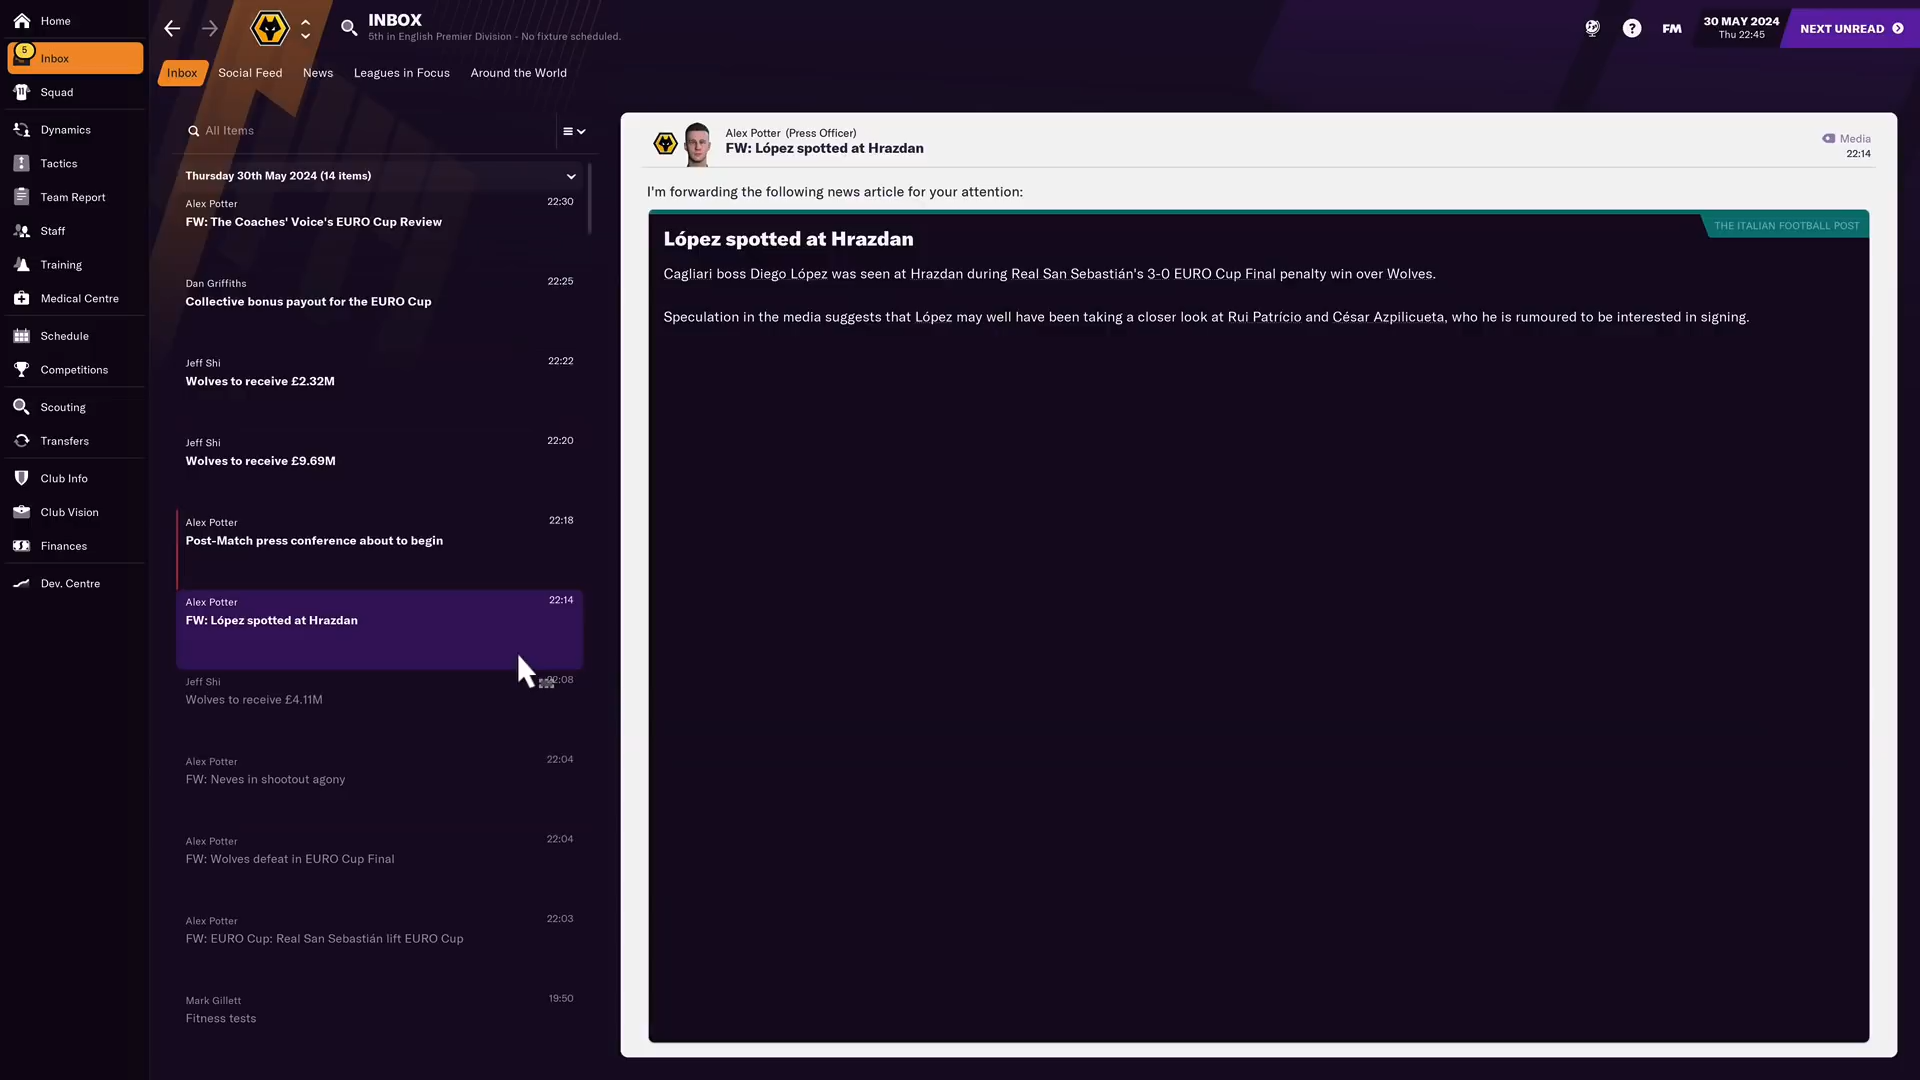 Home
5
Inbox
Squad
Dynamics
Tactics
Team Report
Staff
Training
Medical Centre
Schedule
Competitions
Scouting
Transfers
Club Info
Club Vision
Finances
Dev. Centre
INBOX
5th in English Premier Division - No fixture scheduled.
FM
30 MAY 2024
Thu 22:45
NEXT UNREAD
Inbox Social Feed News Leagues in Focus Around the World
All Items
Thursday 30th May 2024 (14 items)
Alex Potter 22:30
FW: The Coaches' Voice's EURO Cup Review
Dan Griffiths 22:25
Collective bonus payout for the EURO Cup
Jeff Shi 22:22
Wolves to receive £2.32M
Jeff Shi 22:20
Wolves to receive £9.69M
Alex Potter 22:18
Post-Match press conference about to begin
Alex Potter 22:14
FW: López spotted at Hrazdan
Jeff Shi 22:08
Wolves to receive £4.11M
Alex Potter 22:04
FW: Neves in shootout agony
Alex Potter 22:04
FW: Wolves defeat in EURO Cup Final
Alex Potter 22:03
FW: EURO Cup: Real San Sebastián lift EURO Cup
Mark Gillett 19:50
Fitness tests
Alex Potter (Press Officer)
FW: López spotted at Hrazdan
Media
22:14
I'm forwarding the following news article for your attention:
THE ITALIAN FOOTBALL POST
López spotted at Hrazdan
Cagliari boss Diego López was seen at Hrazdan during Real San Sebastián's 3-0 EURO Cup Final penalty win over Wolves.
Speculation in the media suggests that López may well have been taking a closer look at Rui Patrício and César Azpilicueta, who he is rumoured to be interested in signing.